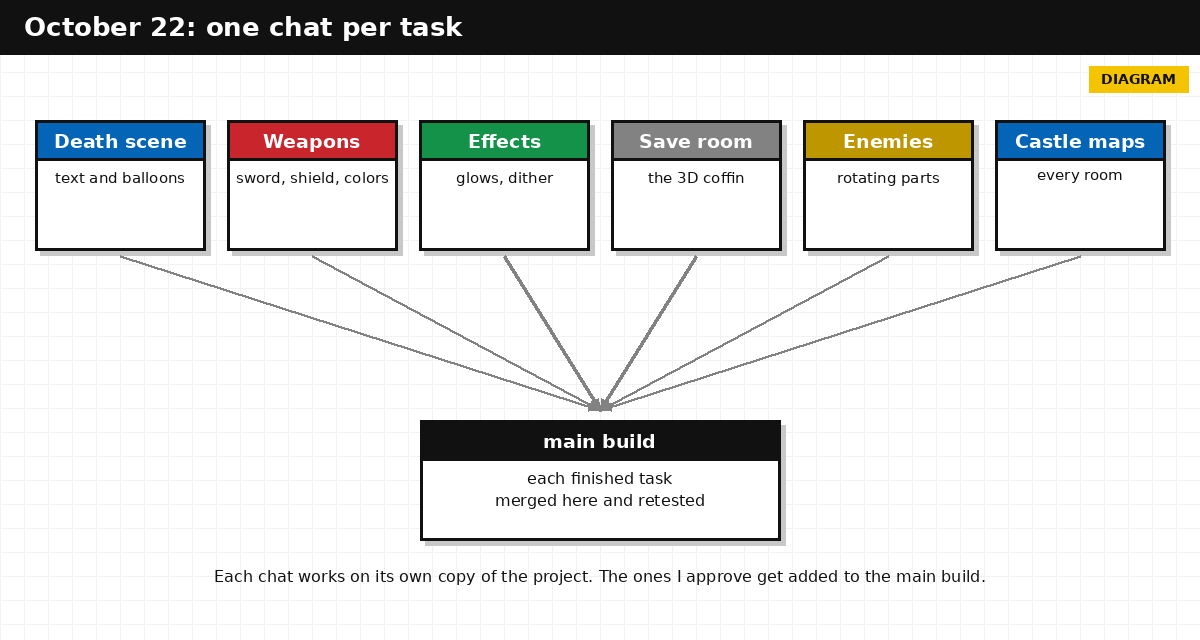 October 22: one chat per task
DIAGRAM
Death scene
text and balloons
Weapons
sword, shield, colors
Effects
glows, dither
Save room
the 3D coffin
Enemies
rotating parts
Castle maps
every room
main build
each finished task
merged here and retested
Each chat works on its own copy of the project. The ones I approve get added to the main build.